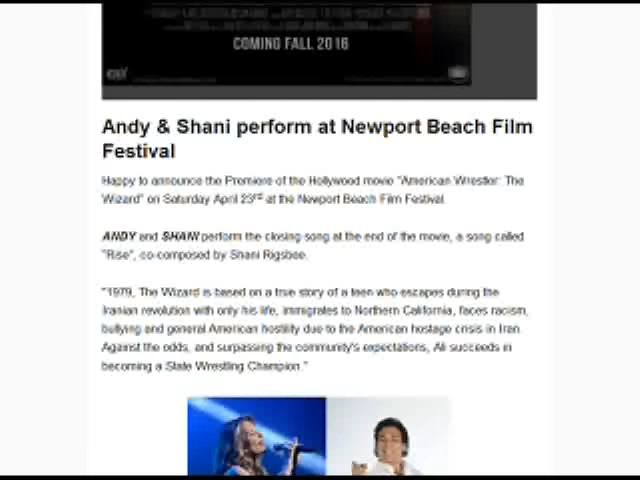 COMING FALL 2016
Andy & Shani perform at Newport Beach Film
Festival
Happy to announce the Premiere of the Hollywood movie "American Wrestler: The
Wizard" on Saturday April 23rd at the Newport Beach Film Festival.
ANDY and SHANI perform the closing song at the end of the movie, a song called
"Rise", co-composed by Shani Rigsbee.
"1979, The Wizard is based on a true story of a teen who escapes during the
Iranian revolution with only his life, immigrates to Northern California, faces racism,
bullying and general American hostility due to the American hostage crisis in Iran.
Against the odds, and surpassing the community's expectations, Ali succeeds in
becoming a State Wrestling Champion."